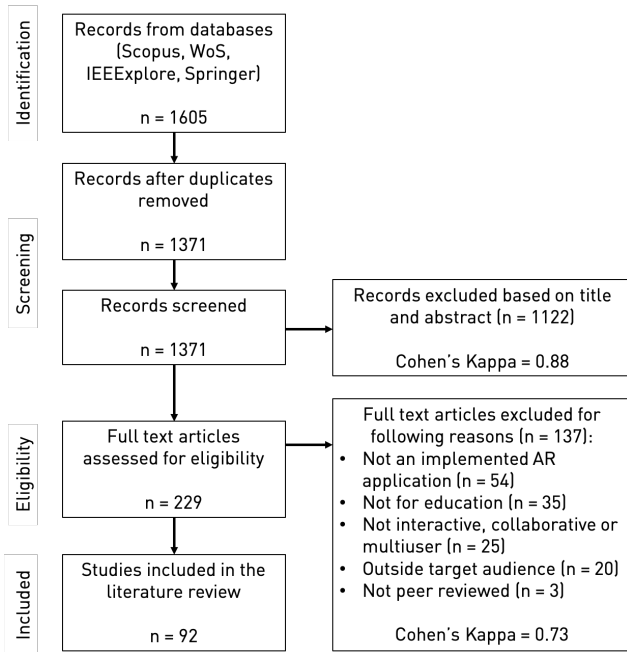 Identification
Records from databases
(Scopus, WoS,
IEEExplore, Springer)
n = 1605
Records after duplicates
removed
n = 1371
Screening
Records screened
n = 1371
Records excluded based on title
and abstract (n = 1122)
Cohen's Kappa = 0.88
Eligibility
Full text articles
assessed for eligibility
n = 229
Full text articles excluded for
following reasons (n = 137):
• Not an implemented AR
application (n = 54)
• Not for education (n = 35)
• Not interactive, collaborative or
multiuser (n = 25)
• Outside target audience (n = 20)
• Not peer reviewed (n = 3)
Cohen's Kappa = 0.73
Included
Studies included in the
literature review
n = 92